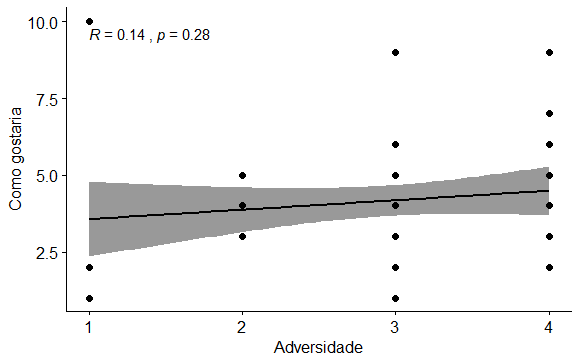 10.0
R = 0.14 , p = 0.28
7.5
Como gostaria
5.0
2.5
1 2 3 4
Adversidade